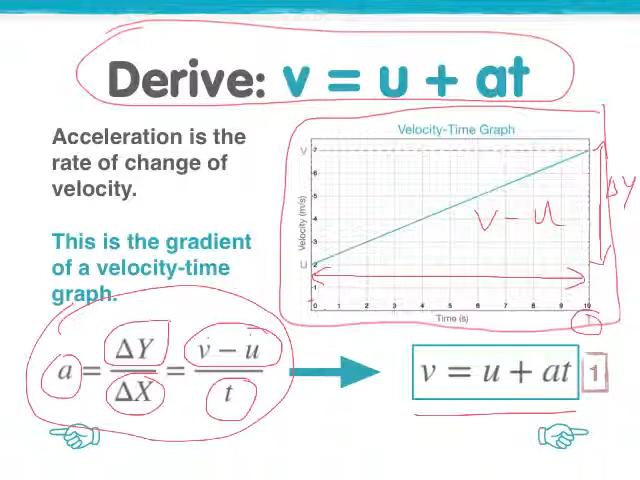 Derive: v = u + at
Acceleration is the
rate of change of
velocity.
This is the gradient
of a velocity-time
graph.
Velocity-Time Graph
V
7
6
5
4
3
2
1
U
Velocity (m/s)
0 1 2 3 4 5 6 7 8 9 10
Time (s)
v - u
ΔY
T
a = ΔY/ΔX = v − u/t
v = u + at
1